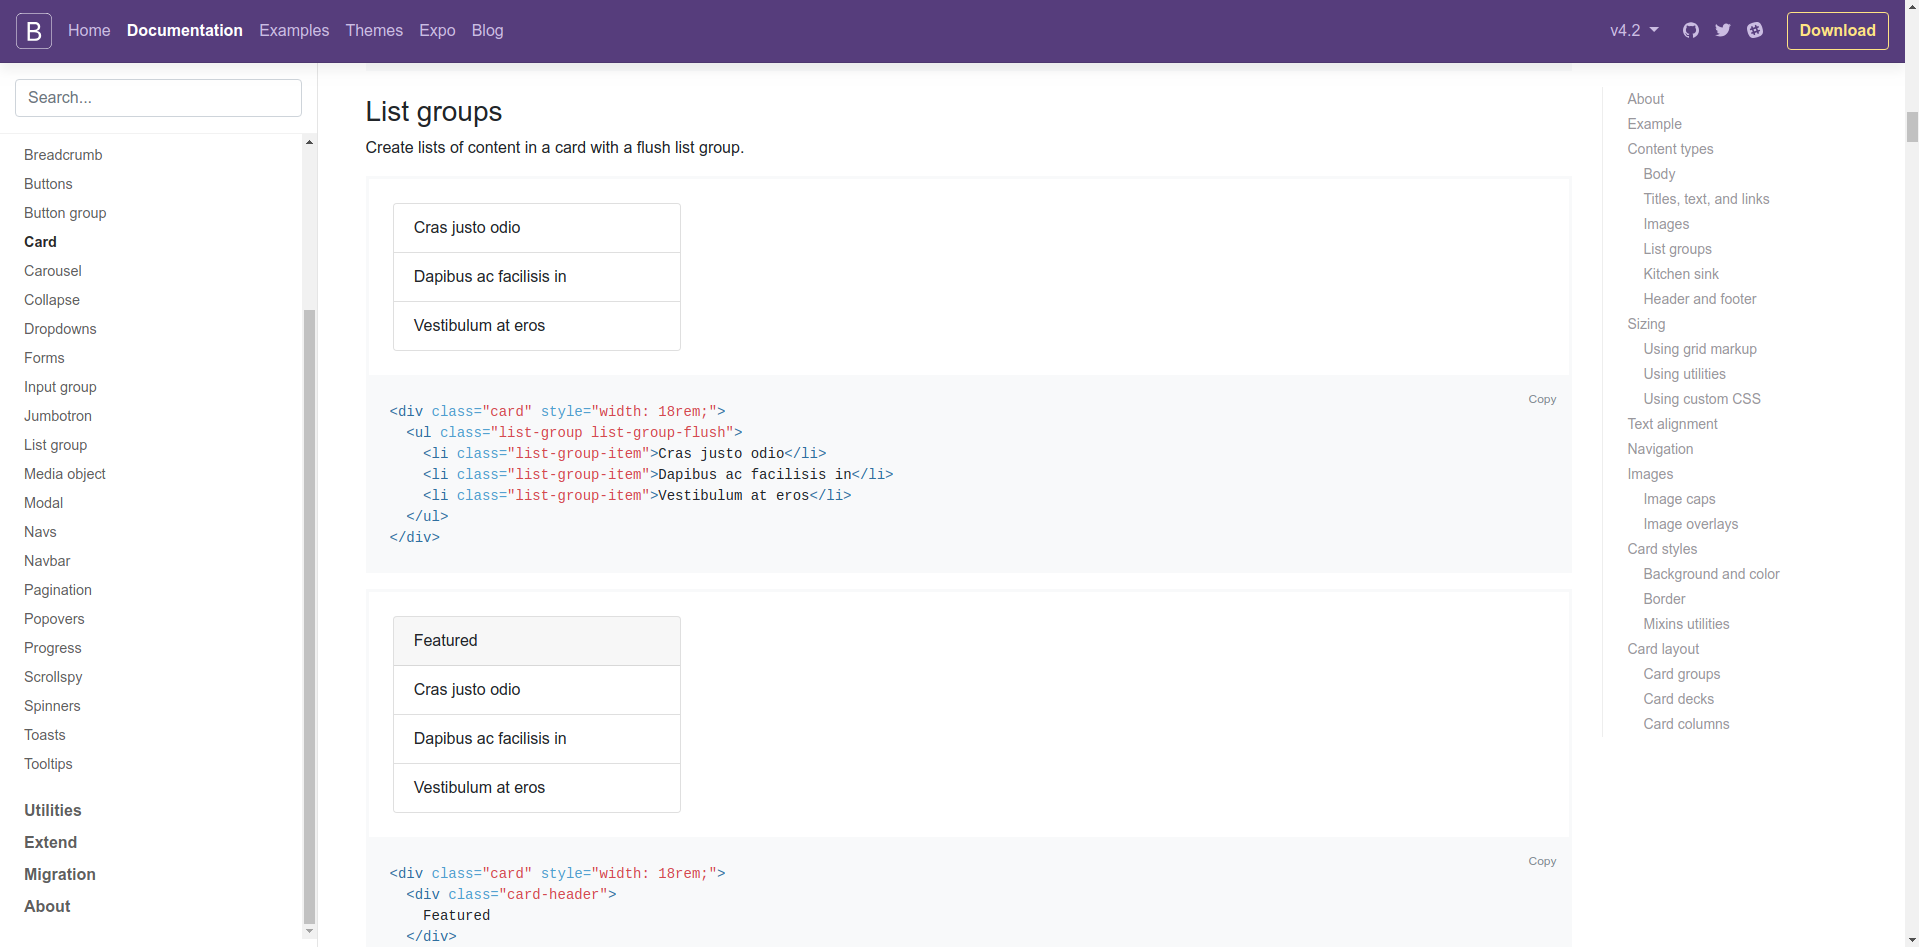 B Home Documentation Examples Themes Expo Blog v4.2 Download
Search...
Breadcrumb
Buttons
Button group
Card
Carousel
Collapse
Dropdowns
Forms
Input group
Jumbotron
List group
Media object
Modal
Navs
Navbar
Pagination
Popovers
Progress
Scrollspy
Spinners
Toasts
Tooltips
Utilities
Extend
Migration
About
List groups
Create lists of content in a card with a flush list group.
Cras justo odio
Dapibus ac facilisis in
Vestibulum at eros
Copy
<div class="card" style="width: 18rem;">
  <ul class="list-group list-group-flush">
    <li class="list-group-item">Cras justo odio</li>
    <li class="list-group-item">Dapibus ac facilisis in</li>
    <li class="list-group-item">Vestibulum at eros</li>
  </ul>
</div>
Featured
Cras justo odio
Dapibus ac facilisis in
Vestibulum at eros
Copy
<div class="card" style="width: 18rem;">
  <div class="card-header">
    Featured
  </div>
About
Example
Content types
Body
Titles, text, and links
Images
List groups
Kitchen sink
Header and footer
Sizing
Using grid markup
Using utilities
Using custom CSS
Text alignment
Navigation
Images
Image caps
Image overlays
Card styles
Background and color
Border
Mixins utilities
Card layout
Card groups
Card decks
Card columns